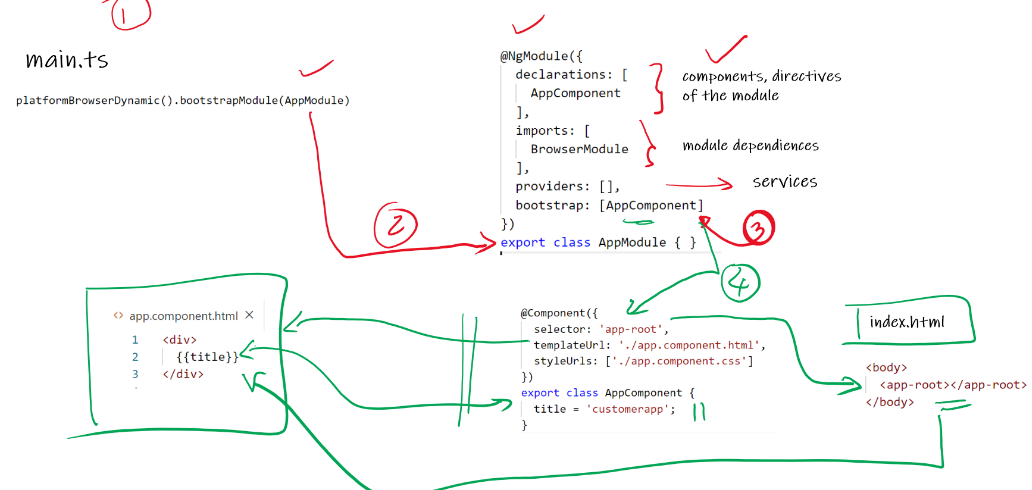 1
main.ts
platformBrowserDynamic().bootstrapModule(AppModule)
@NgModule({
declarations: [
AppComponent
],
imports: [
BrowserModule
],
providers: [],
bootstrap: [AppComponent]
})
export class AppModule { }
components, directives
of the module
module dependiences
services
2
3
4
app.component.html
1 <div>
2 {{title}}
3 </div>
@Component({
selector: 'app-root',
templateUrl: './app.component.html',
styleUrls: ['./app.component.css']
})
export class AppComponent {
title = 'customerapp';
}
index.html
<body>
<app-root></app-root>
</body>